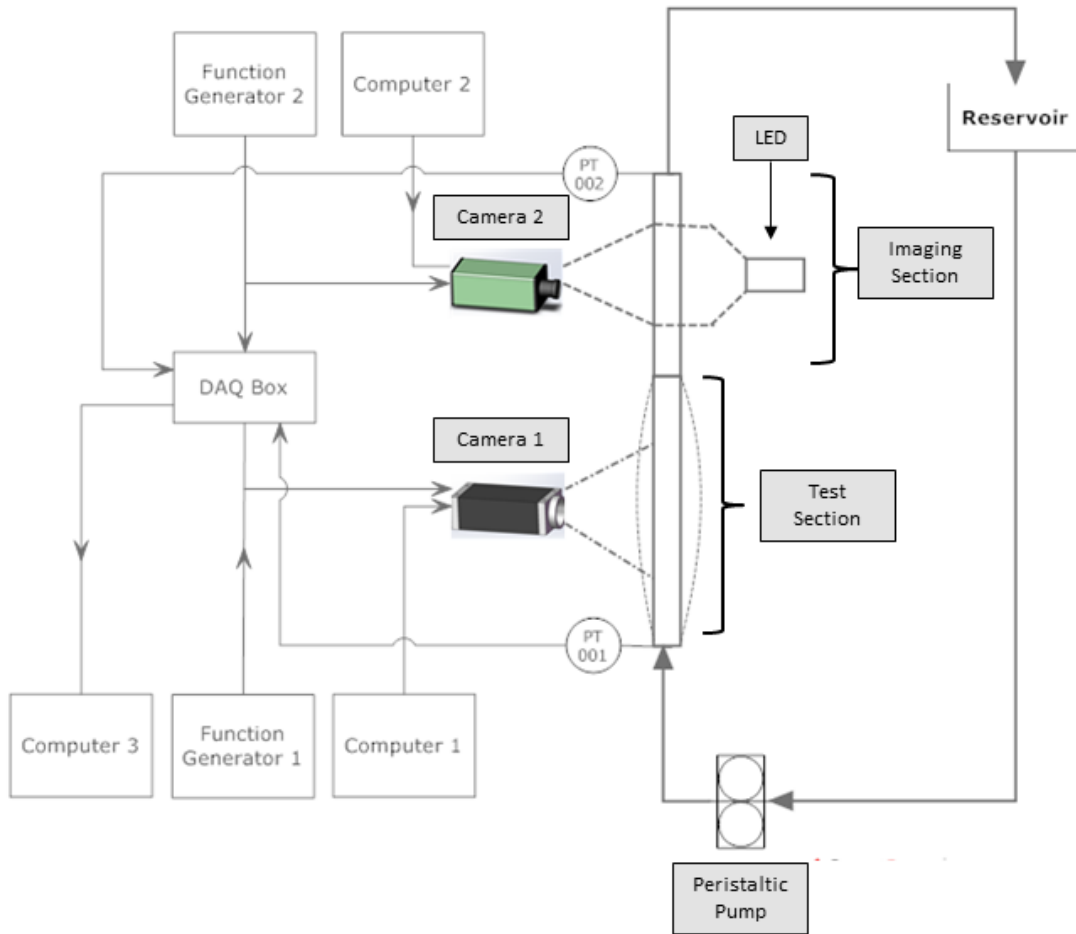 Function
Generator 2
Computer 2
LED
Reservoir
PT
002
Camera 2
Imaging
Section
DAQ Box
Camera 1
Test
Section
PT
001
Computer 3
Function
Generator 1
Computer 1
Peristaltic
Pump